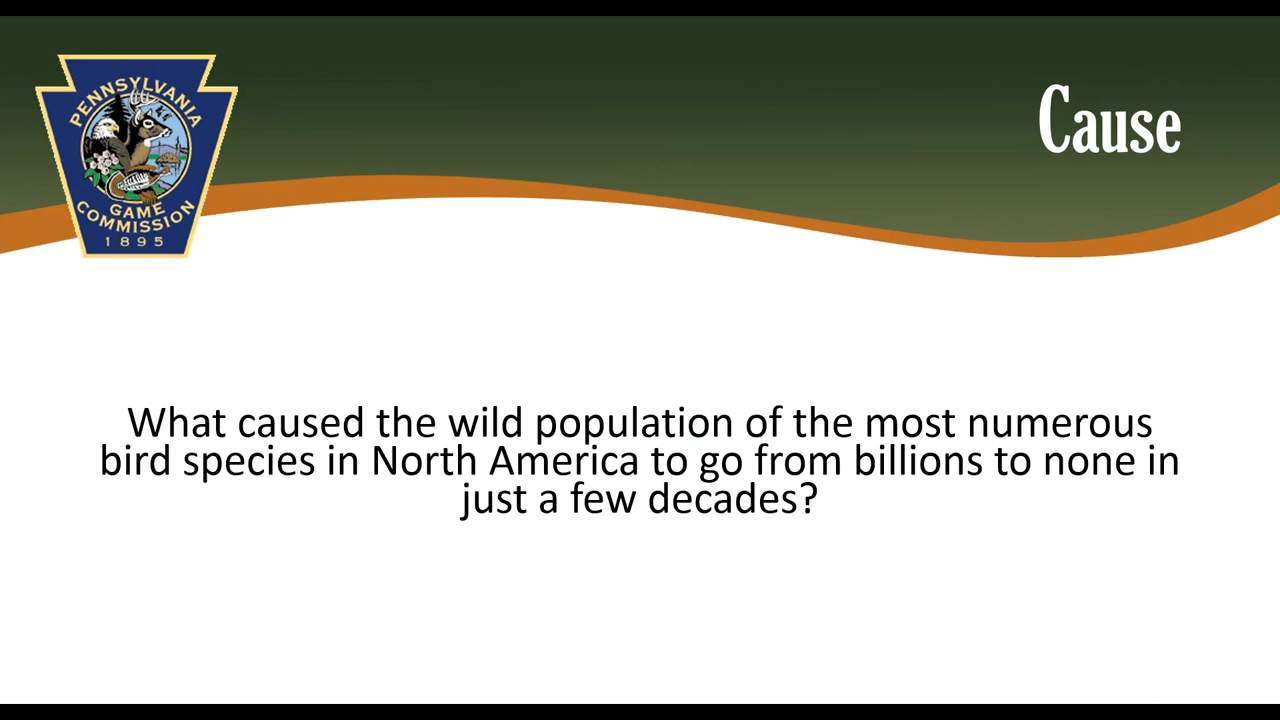 PENNSYLVANIA
GAME
COMMISSION
1895
Cause
What caused the wild population of the most numerous
bird species in North America to go from billions to none in
just a few decades?